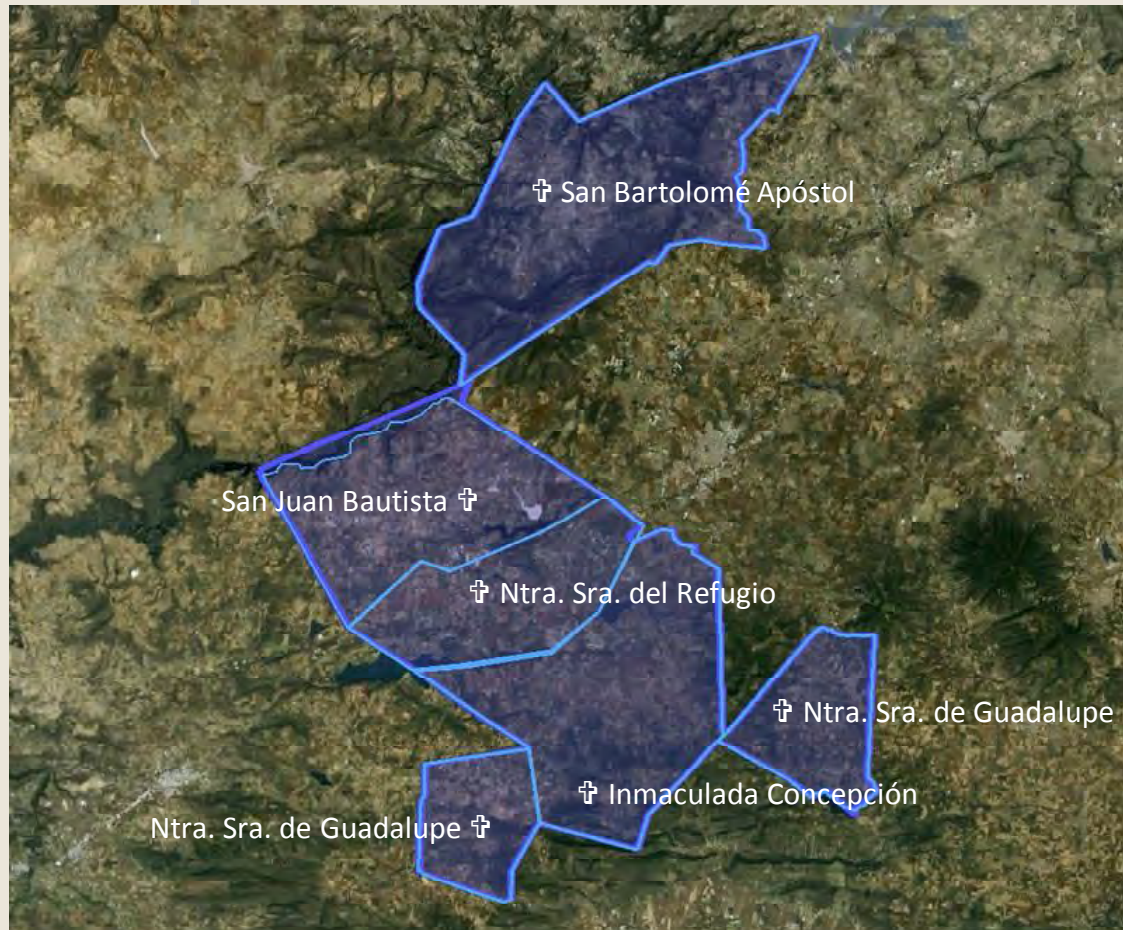 ✞ San Bartolomé Apóstol
San Juan Bautista ✞
✞ Ntra. Sra. del Refugio
✞ Ntra. Sra. de Guadalupe
✞ Inmaculada Concepción
Ntra. Sra. de Guadalupe ✞